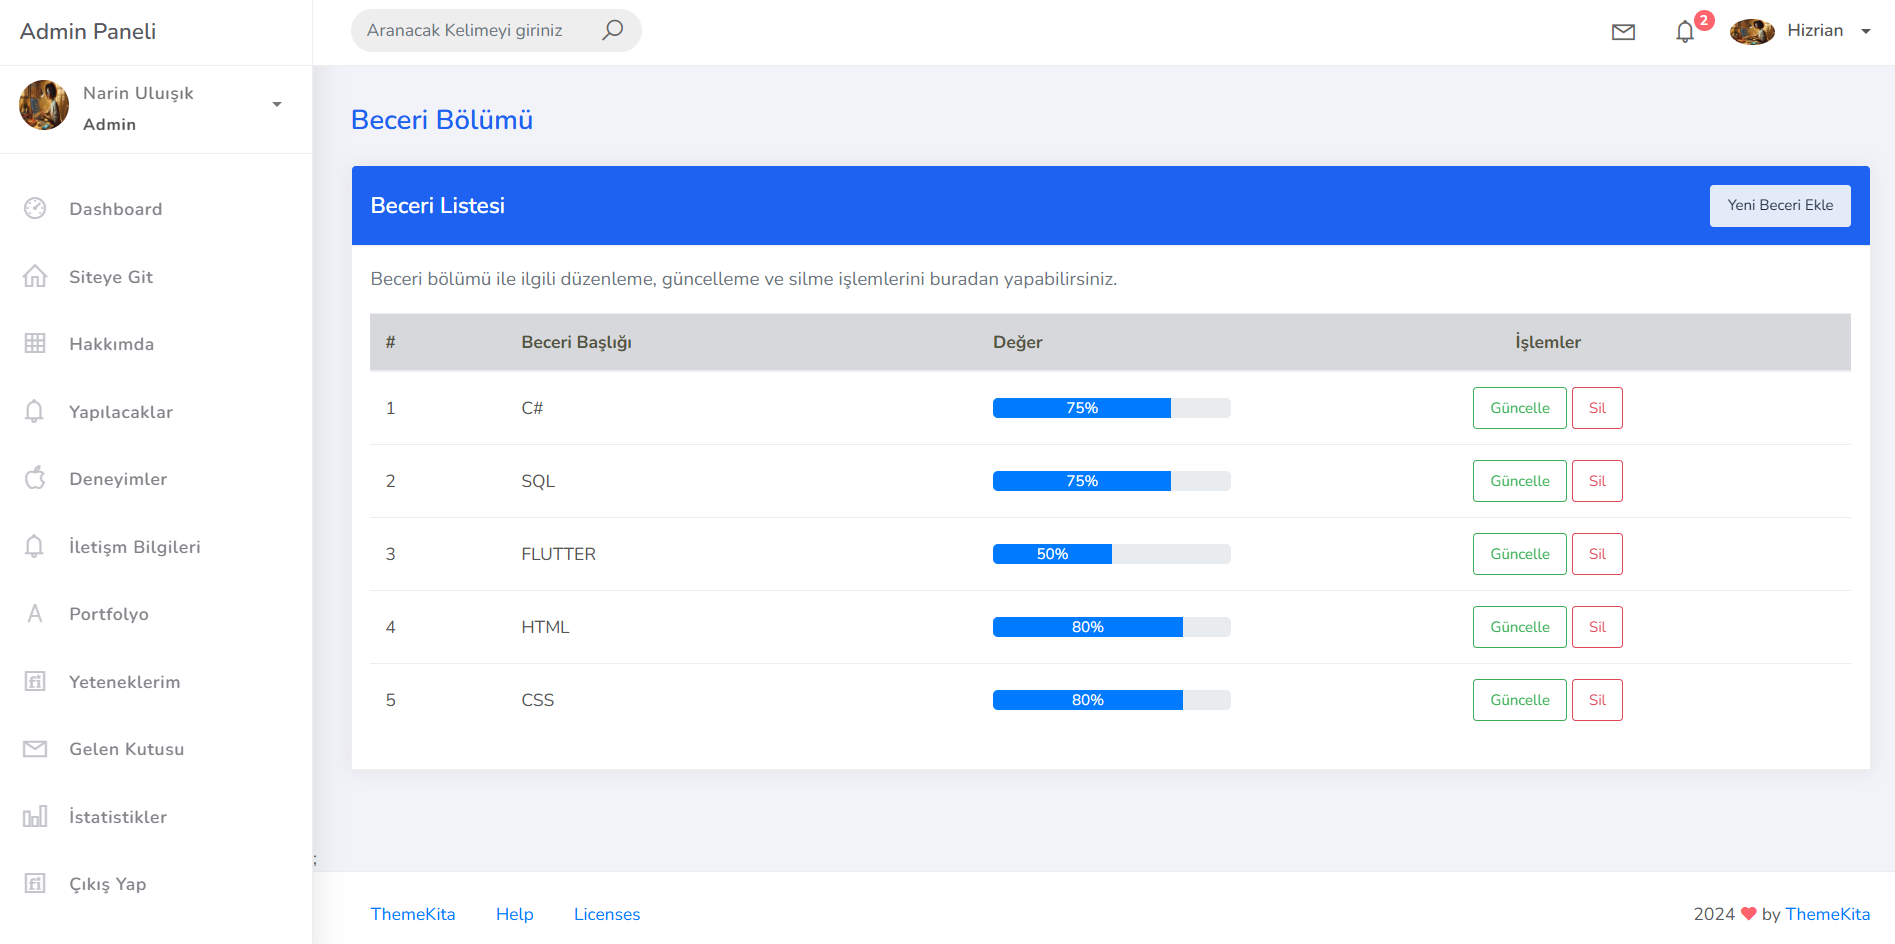 Admin Paneli
Aranacak Kelimeyi giriniz
2
Hizrian
Narin Uluışık
Admin
Dashboard
Siteye Git
Hakkımda
Yapılacaklar
Deneyimler
İletişm Bilgileri
Portfolyo
Yeteneklerim
Gelen Kutusu
İstatistikler
Çıkış Yap
Beceri Bölümü
Beceri Listesi
Yeni Beceri Ekle
Beceri bölümü ile ilgili düzenleme, güncelleme ve silme işlemlerini buradan yapabilirsiniz.
# Beceri Başlığı Değer İşlemler
1 C# 75% Güncelle Sil
2 SQL 75% Güncelle Sil
3 FLUTTER 50% Güncelle Sil
4 HTML 80% Güncelle Sil
5 CSS 80% Güncelle Sil
;
ThemeKita Help Licenses
2024 ❤ by ThemeKita